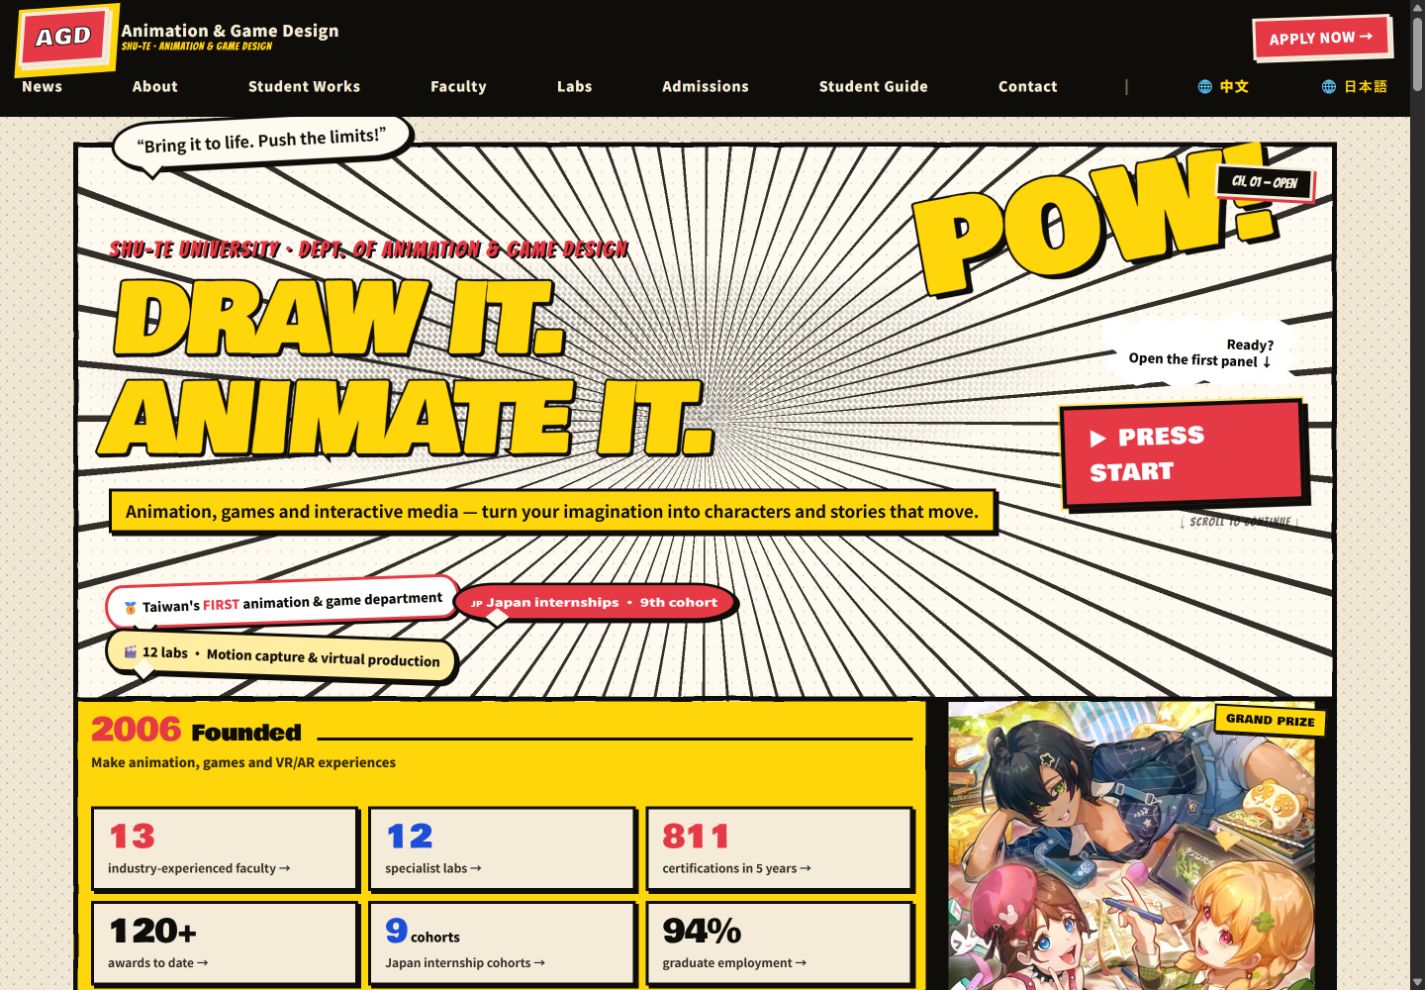 AGD
Animation & Game Design
SHU-TE · ANIMATION & GAME DESIGN
APPLY NOW →
News
About
Student Works
Faculty
Labs
Admissions
Student Guide
Contact
|
🌐 中文
🌐 日本語
“Bring it to life. Push the limits!”
POW!
CH. 01 — OPEN
SHU-TE UNIVERSITY · DEPT. OF ANIMATION & GAME DESIGN
DRAW IT.
ANIMATE IT.
Ready?
Open the first panel ↓
▶ PRESS
START
↓ SCROLL TO CONTINUE ↓
Animation, games and interactive media — turn your imagination into characters and stories that move.
🏅 Taiwan's FIRST animation & game department
JP Japan internships · 9th cohort
🎬 12 labs · Motion capture & virtual production
2006 Founded
Make animation, games and VR/AR experiences
13
industry-experienced faculty →
12
specialist labs →
811
certifications in 5 years →
120+
awards to date →
9 cohorts
Japan internship cohorts →
94%
graduate employment →
GRAND PRIZE